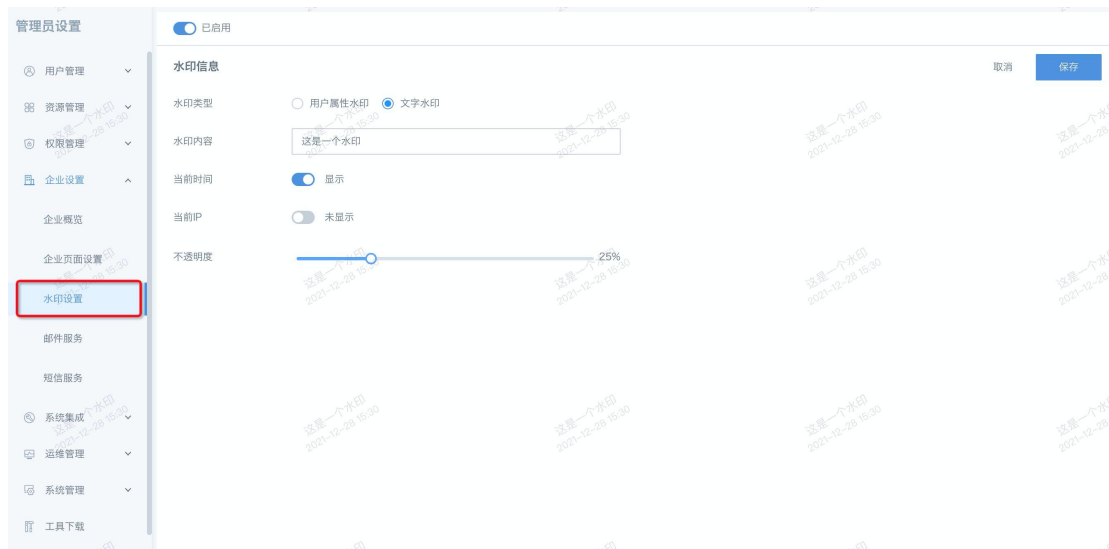 管理员设置
已启用
用户管理
水印信息
取消
保存
资源管理
水印类型
用户属性水印
文字水印
权限管理
水印内容
这是一个水印
企业设置
当前时间
显示
企业概览
当前IP
未显示
企业页面设置
不透明度
25%
水印设置
邮件服务
短信服务
系统集成
运维管理
系统管理
工具下载
这是一个水印
2021-12-28 15:30